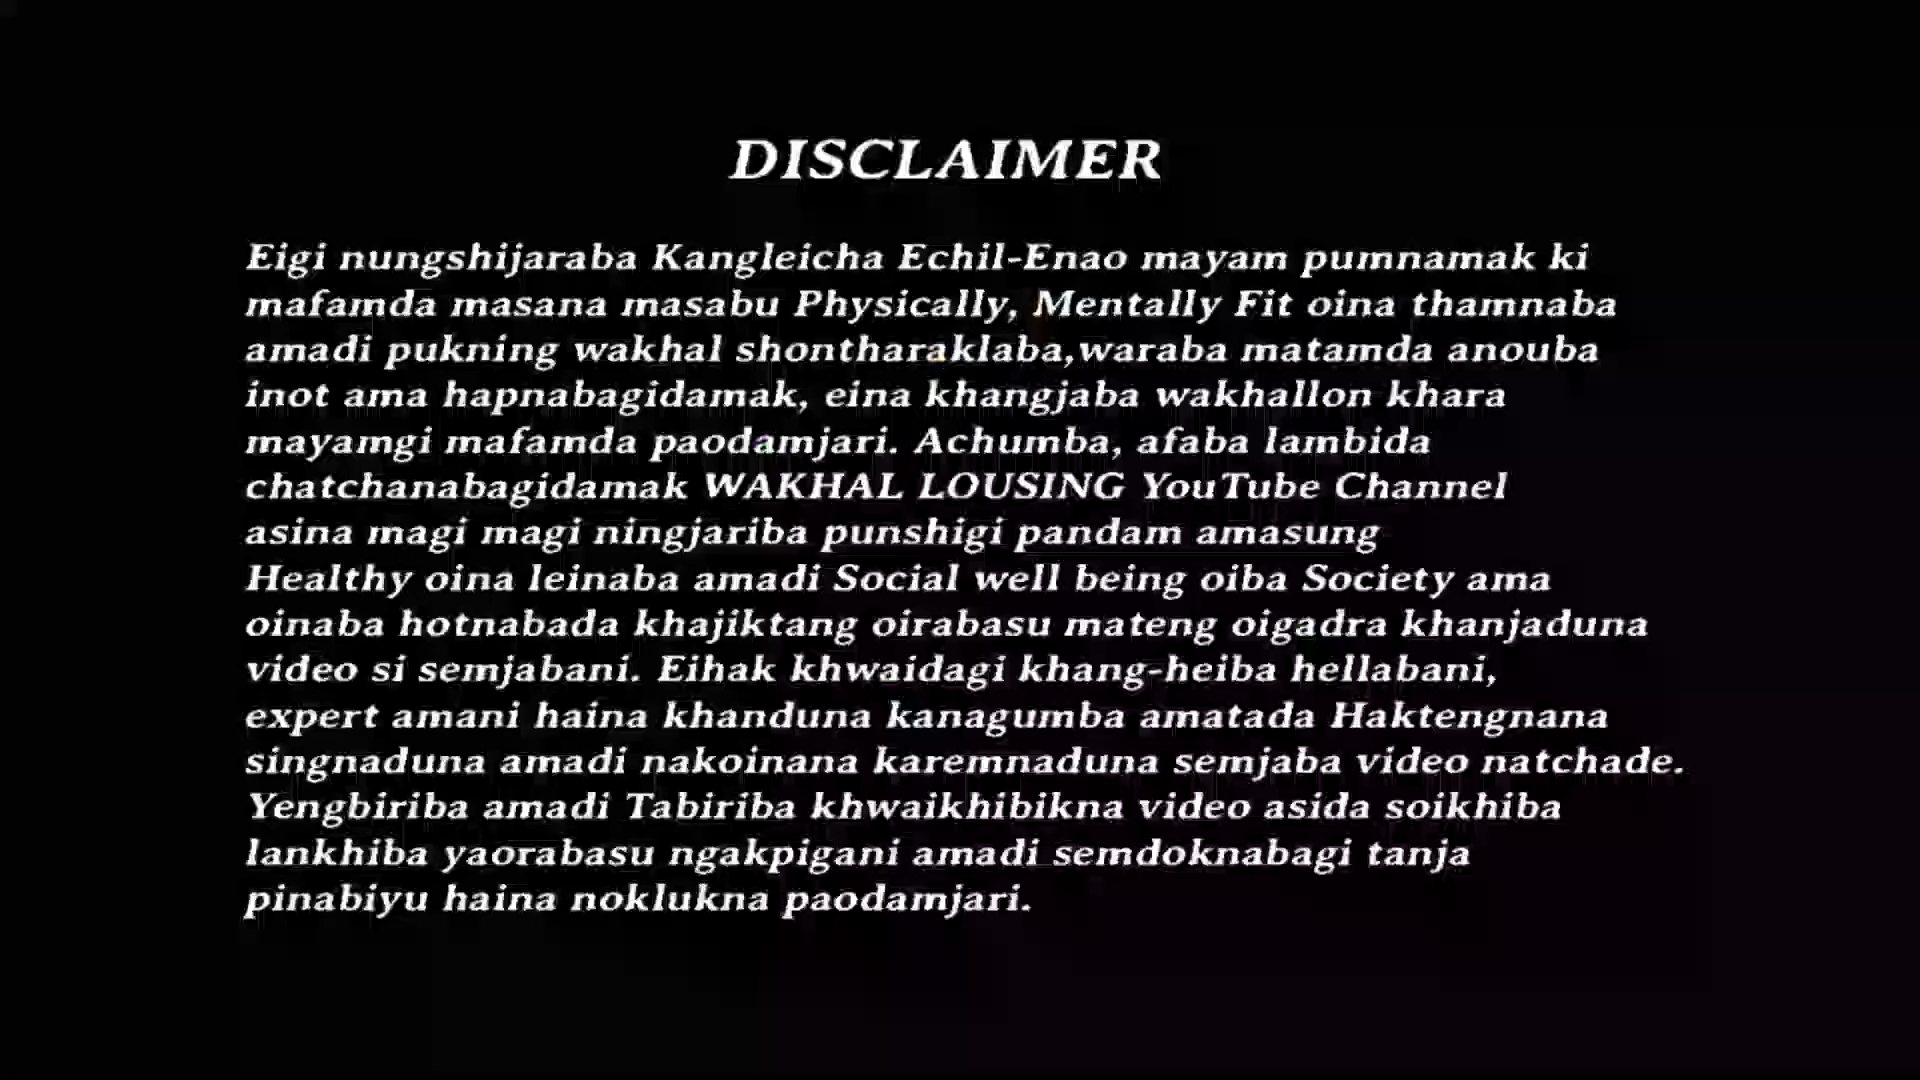 DISCLAIMER
Eigi nungshijaraba Kangleicha Echil-Enao mayam pumnamak ki
mafamda masana masabu Physically, Mentally Fit oina thamnaba
amadi pukning wakhal shontharaklaba,waraba matamda anouba
inot ama hapnabagidamak, eina khangjaba wakhallon khara
mayamgi mafamda paodamjari. Achumba, afaba lambida
chatchanabagidamak WAKHAL LOUSING YouTube Channel
asina magi magi ningjariba punshigi pandam amasung
Healthy oina leinaba amadi Social well being oiba Society ama
oinaba hotnabada khajiktang oirabasu mateng oigadra khanjaduna
video si semjabani. Eihak khwaidagi khang-heiba hellabani,
expert amani haina khanduna kanagumba amatada Haktengnana
singnaduna amadi nakoinana karemnaduna semjaba video natchade.
Yengbiriba amadi Tabiriba khwaikhibikna video asida soikhiba
lankhiba yaorabasu ngakpigani amadi semdoknabagi tanja
pinabiyu haina noklukna paodamjari.